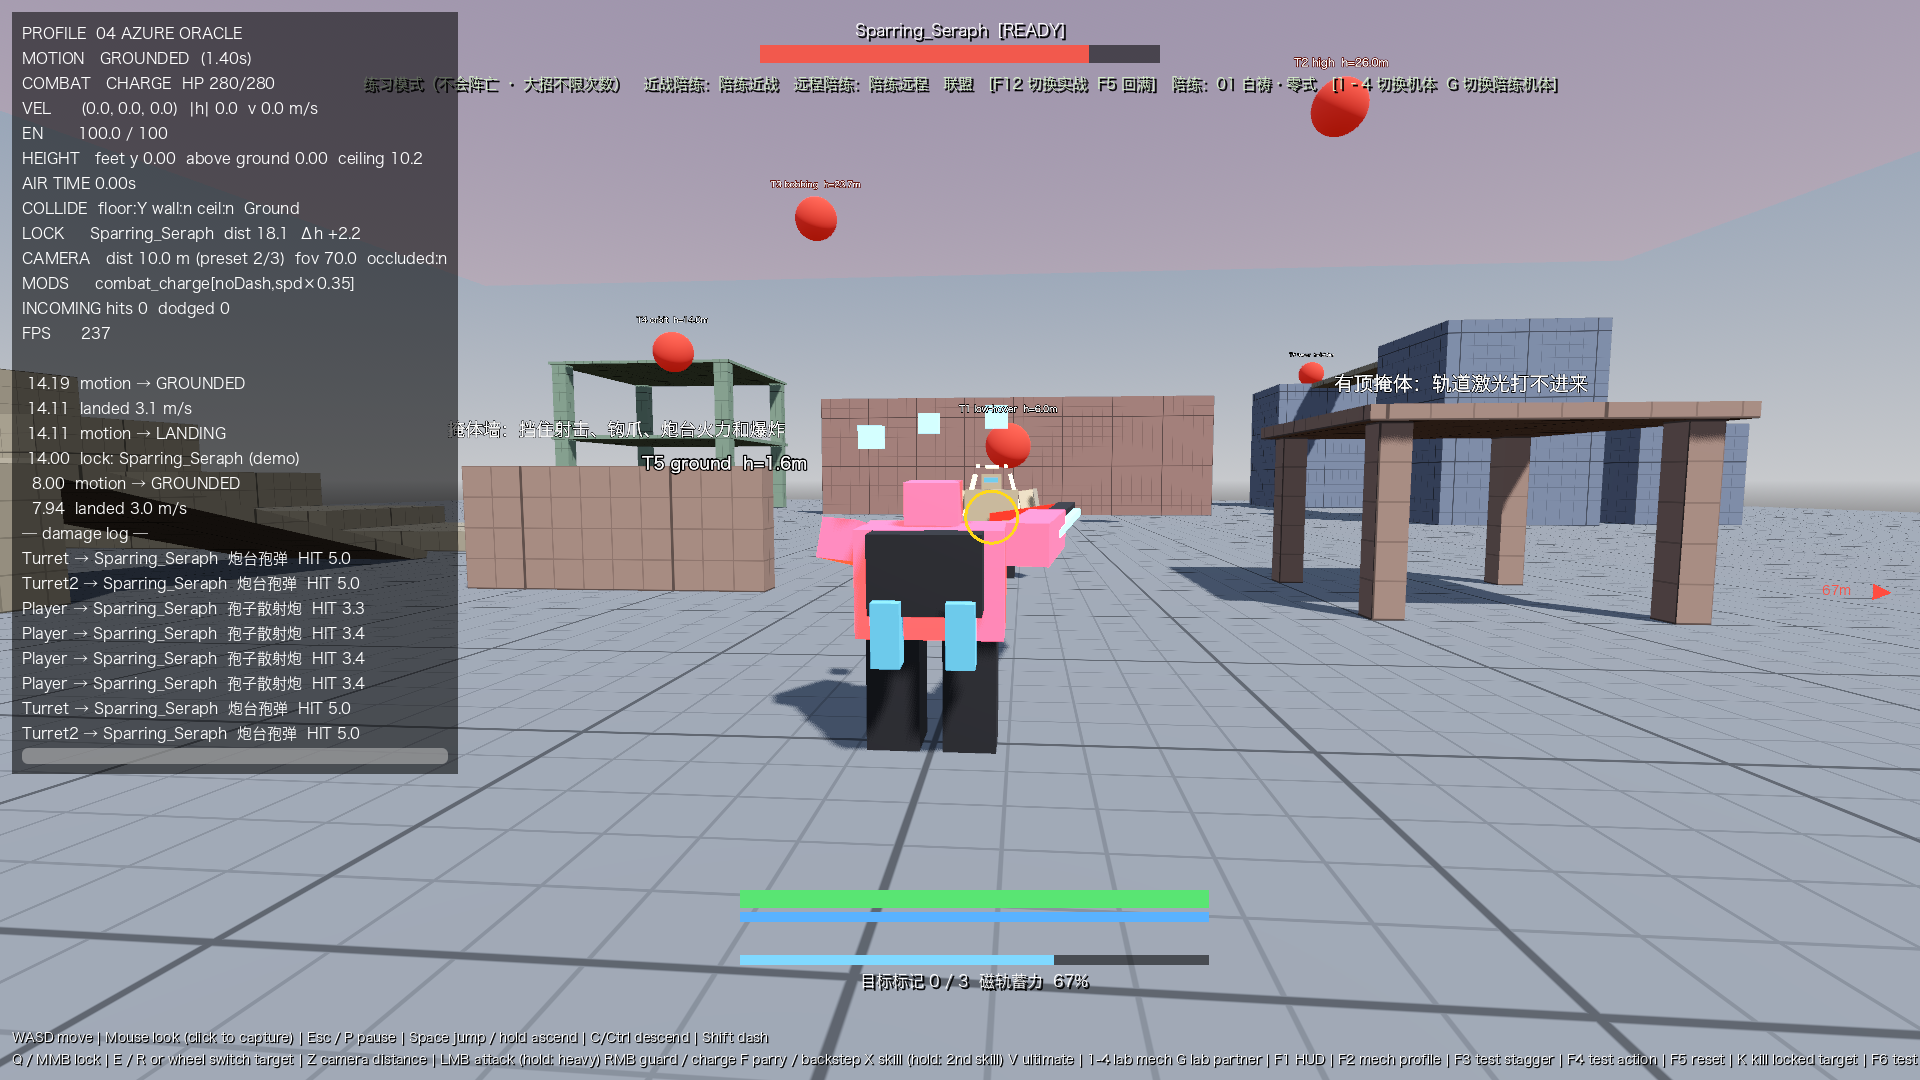 PROFILE  04 AZURE ORACLE
MOTION  GROUNDED  (1.40s)
COMBAT  CHARGE  HP 280/280
VEL  (0.0, 0.0, 0.0)  |h| 0.0  v 0.0 m/s
EN  100.0 / 100
HEIGHT  feet y 0.00  above ground 0.00  ceiling 10.2
AIR TIME 0.00s
COLLIDE  floor:Y wall:n ceil:n  Ground
LOCK  Sparring_Seraph  dist 18.1  Δh +2.2
CAMERA  dist 10.0 m (preset 2/3)  fov 70.0  occluded:n
MODS  combat_charge[noDash,spd×0.35]
INCOMING hits 0  dodged 0
FPS  237
14.19  motion → GROUNDED
14.11  landed 3.1 m/s
14.11  motion → LANDING
14.00  lock: Sparring_Seraph (demo)
8.00  motion → GROUNDED
7.94  landed 3.0 m/s
— damage log —
Turret → Sparring_Seraph  炮台孢弹  HIT 5.0
Turret2 → Sparring_Seraph  炮台孢弹  HIT 5.0
Player → Sparring_Seraph  孢子散射炮  HIT 3.3
Player → Sparring_Seraph  孢子散射炮  HIT 3.4
Player → Sparring_Seraph  孢子散射炮  HIT 3.4
Player → Sparring_Seraph  孢子散射炮  HIT 3.4
Turret → Sparring_Seraph  炮台孢弹  HIT 5.0
Turret2 → Sparring_Seraph  炮台孢弹  HIT 5.0
Sparring_Seraph  [READY]
练习模式（不会阵亡 · 大招不限次数）  近战陪练：陪练近战  远程陪练：陪练远程  联盟  [F12 切换实战  F5 回满]  陪练：01 白祷·零式  [1 - 4 切换机体  G 切换陪练机体]
T2 high  h=26.0m
T3 bobbing  h=23.7m
T4 orbit
有顶掩体：轨道激光打不进来
T1 low hover  h=6.0m
掩体墙：挡住射击、钩爪、炮台火力和爆炸
T5 ground  h=1.6m
67m
目标标记 0 / 3  磁轨蓄力  67%
WASD move | Mouse look (click to capture) | Esc / P pause | Space jump / hold ascend | C/Ctrl descend | Shift dash
Q / MMB lock | E / R or wheel switch target | Z camera distance | LMB attack (hold: heavy) RMB guard / charge F parry / backstep X skill (hold: 2nd skill) V ultimate | 1-4 lab mech G lab partner | F1 HUD | F2 mech profile | F3 test stagger | F4 test action | F5 reset | K kill locked target | F6 test